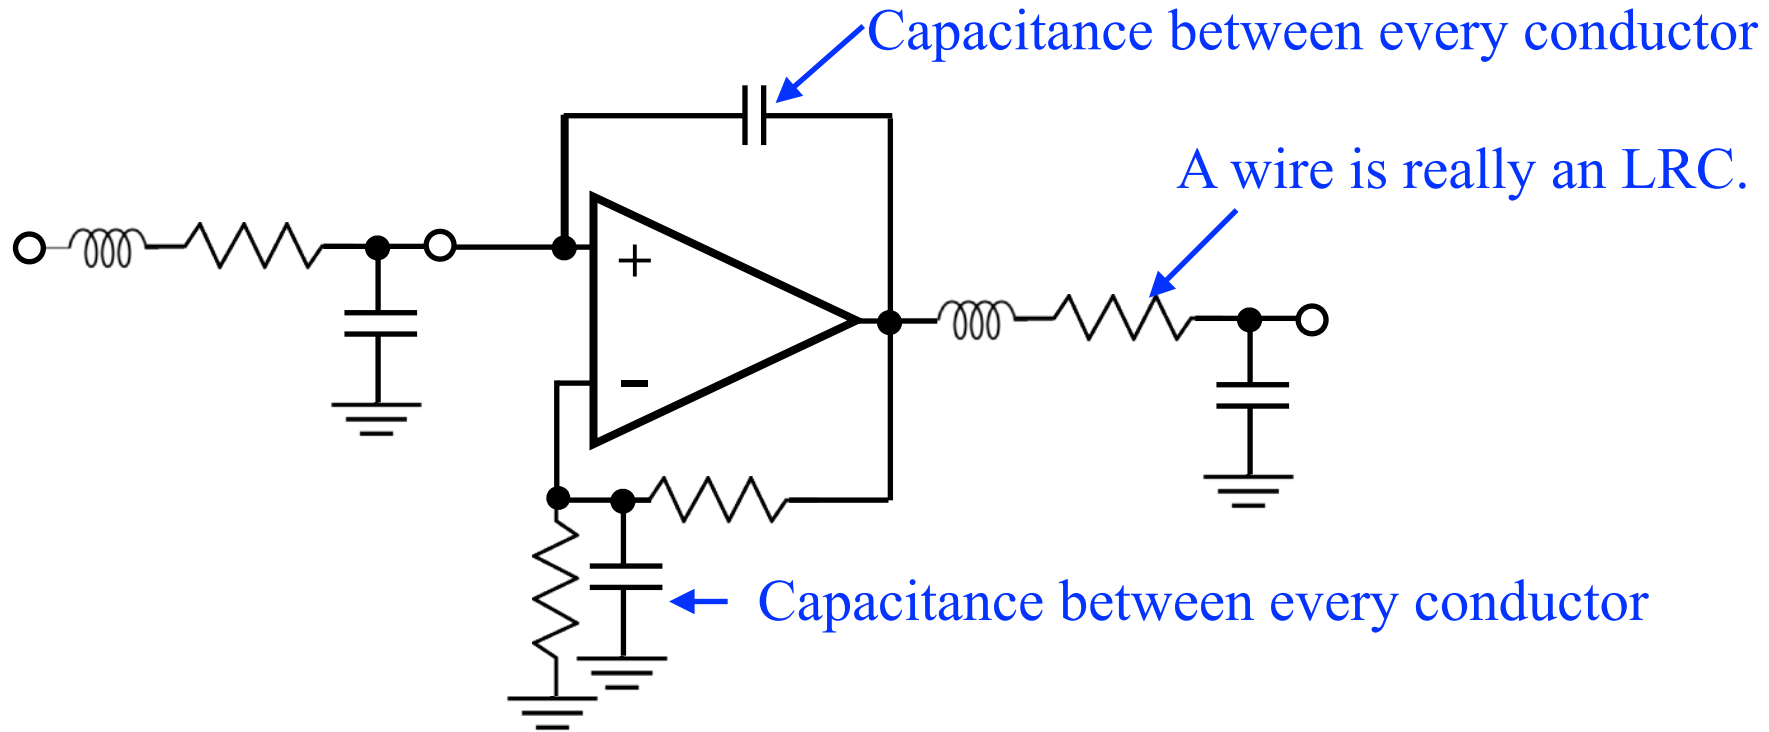 Capacitance between every conductor
A wire is really an LRC.
+
-
Capacitance between every conductor